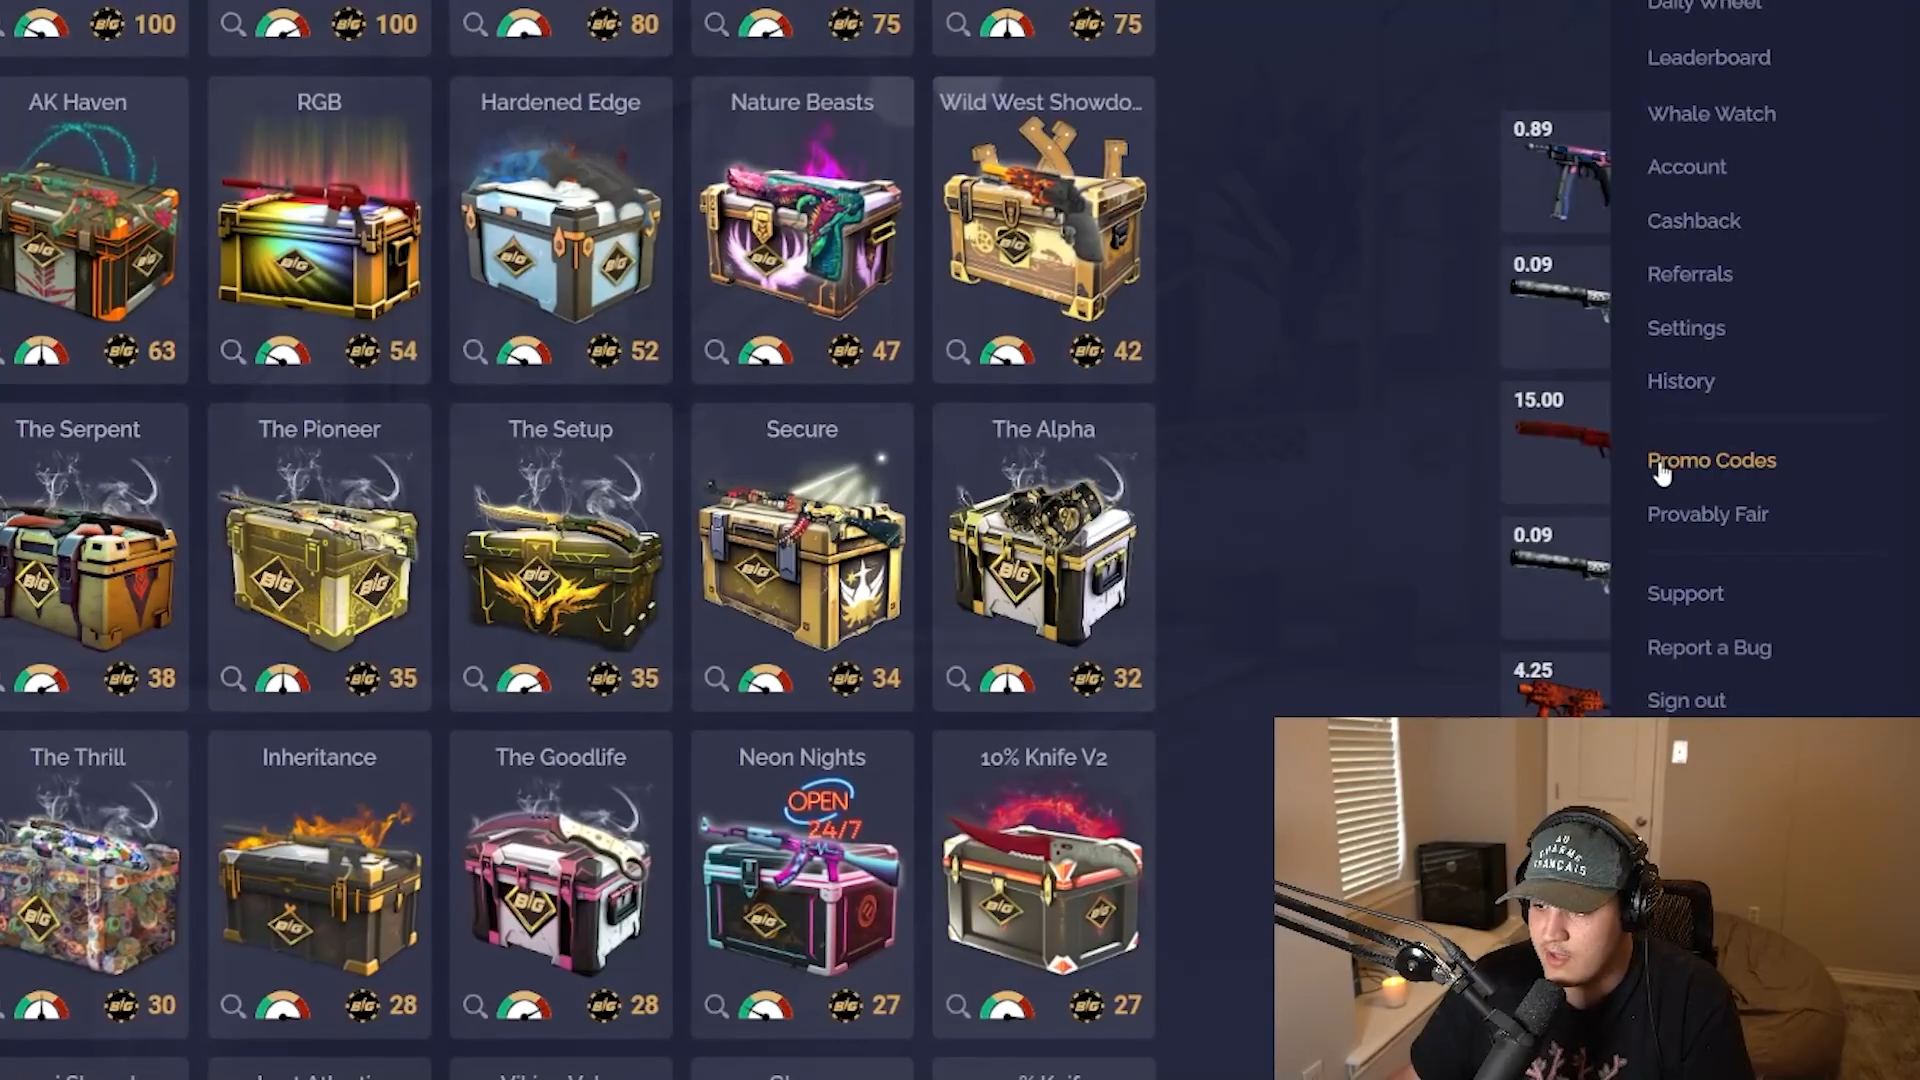 100
100
80
75
75
AK Haven
RGB
Hardened Edge
Nature Beasts
Wild West Showdo...
63
54
52
47
42
The Serpent
The Pioneer
The Setup
Secure
The Alpha
38
35
35
34
32
The Thrill
Inheritance
The Goodlife
Neon Nights
10% Knife V2
OPEN
24/7
30
28
28
27
27
0.89
0.09
15.00
0.09
4.25
Daily Wheel
Leaderboard
Whale Watch
Account
Cashback
Referrals
Settings
History
Promo Codes
Provably Fair
Support
Report a Bug
Sign out
AU
CHARME
FRANÇAIS